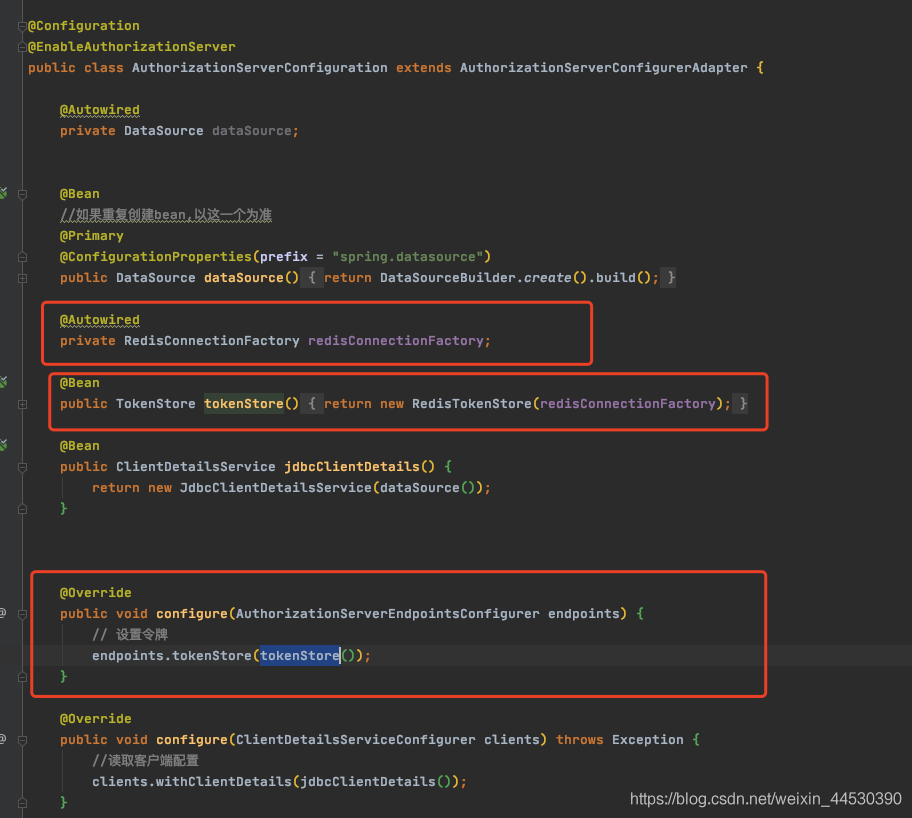 @Configuration
@EnableAuthorizationServer
public class AuthorizationServerConfiguration extends AuthorizationServerConfigurerAdapter {
@Autowired
private DataSource dataSource;
@Bean
//如果重复创建bean,以这一个为准
@Primary
@ConfigurationProperties(prefix = "spring.datasource")
public DataSource dataSource() { return DataSourceBuilder.create().build(); }
@Autowired
private RedisConnectionFactory redisConnectionFactory;
@Bean
public TokenStore tokenStore() { return new RedisTokenStore(redisConnectionFactory); }
@Bean
public ClientDetailsService jdbcClientDetails() {
return new JdbcClientDetailsService(dataSource());
}
@Override
public void configure(AuthorizationServerEndpointsConfigurer endpoints) {
// 设置令牌
endpoints.tokenStore(tokenStore());
}
@Override
public void configure(ClientDetailsServiceConfigurer clients) throws Exception {
//读取客户端配置
clients.withClientDetails(jdbcClientDetails());
}
https://blog.csdn.net/weixin_44530390